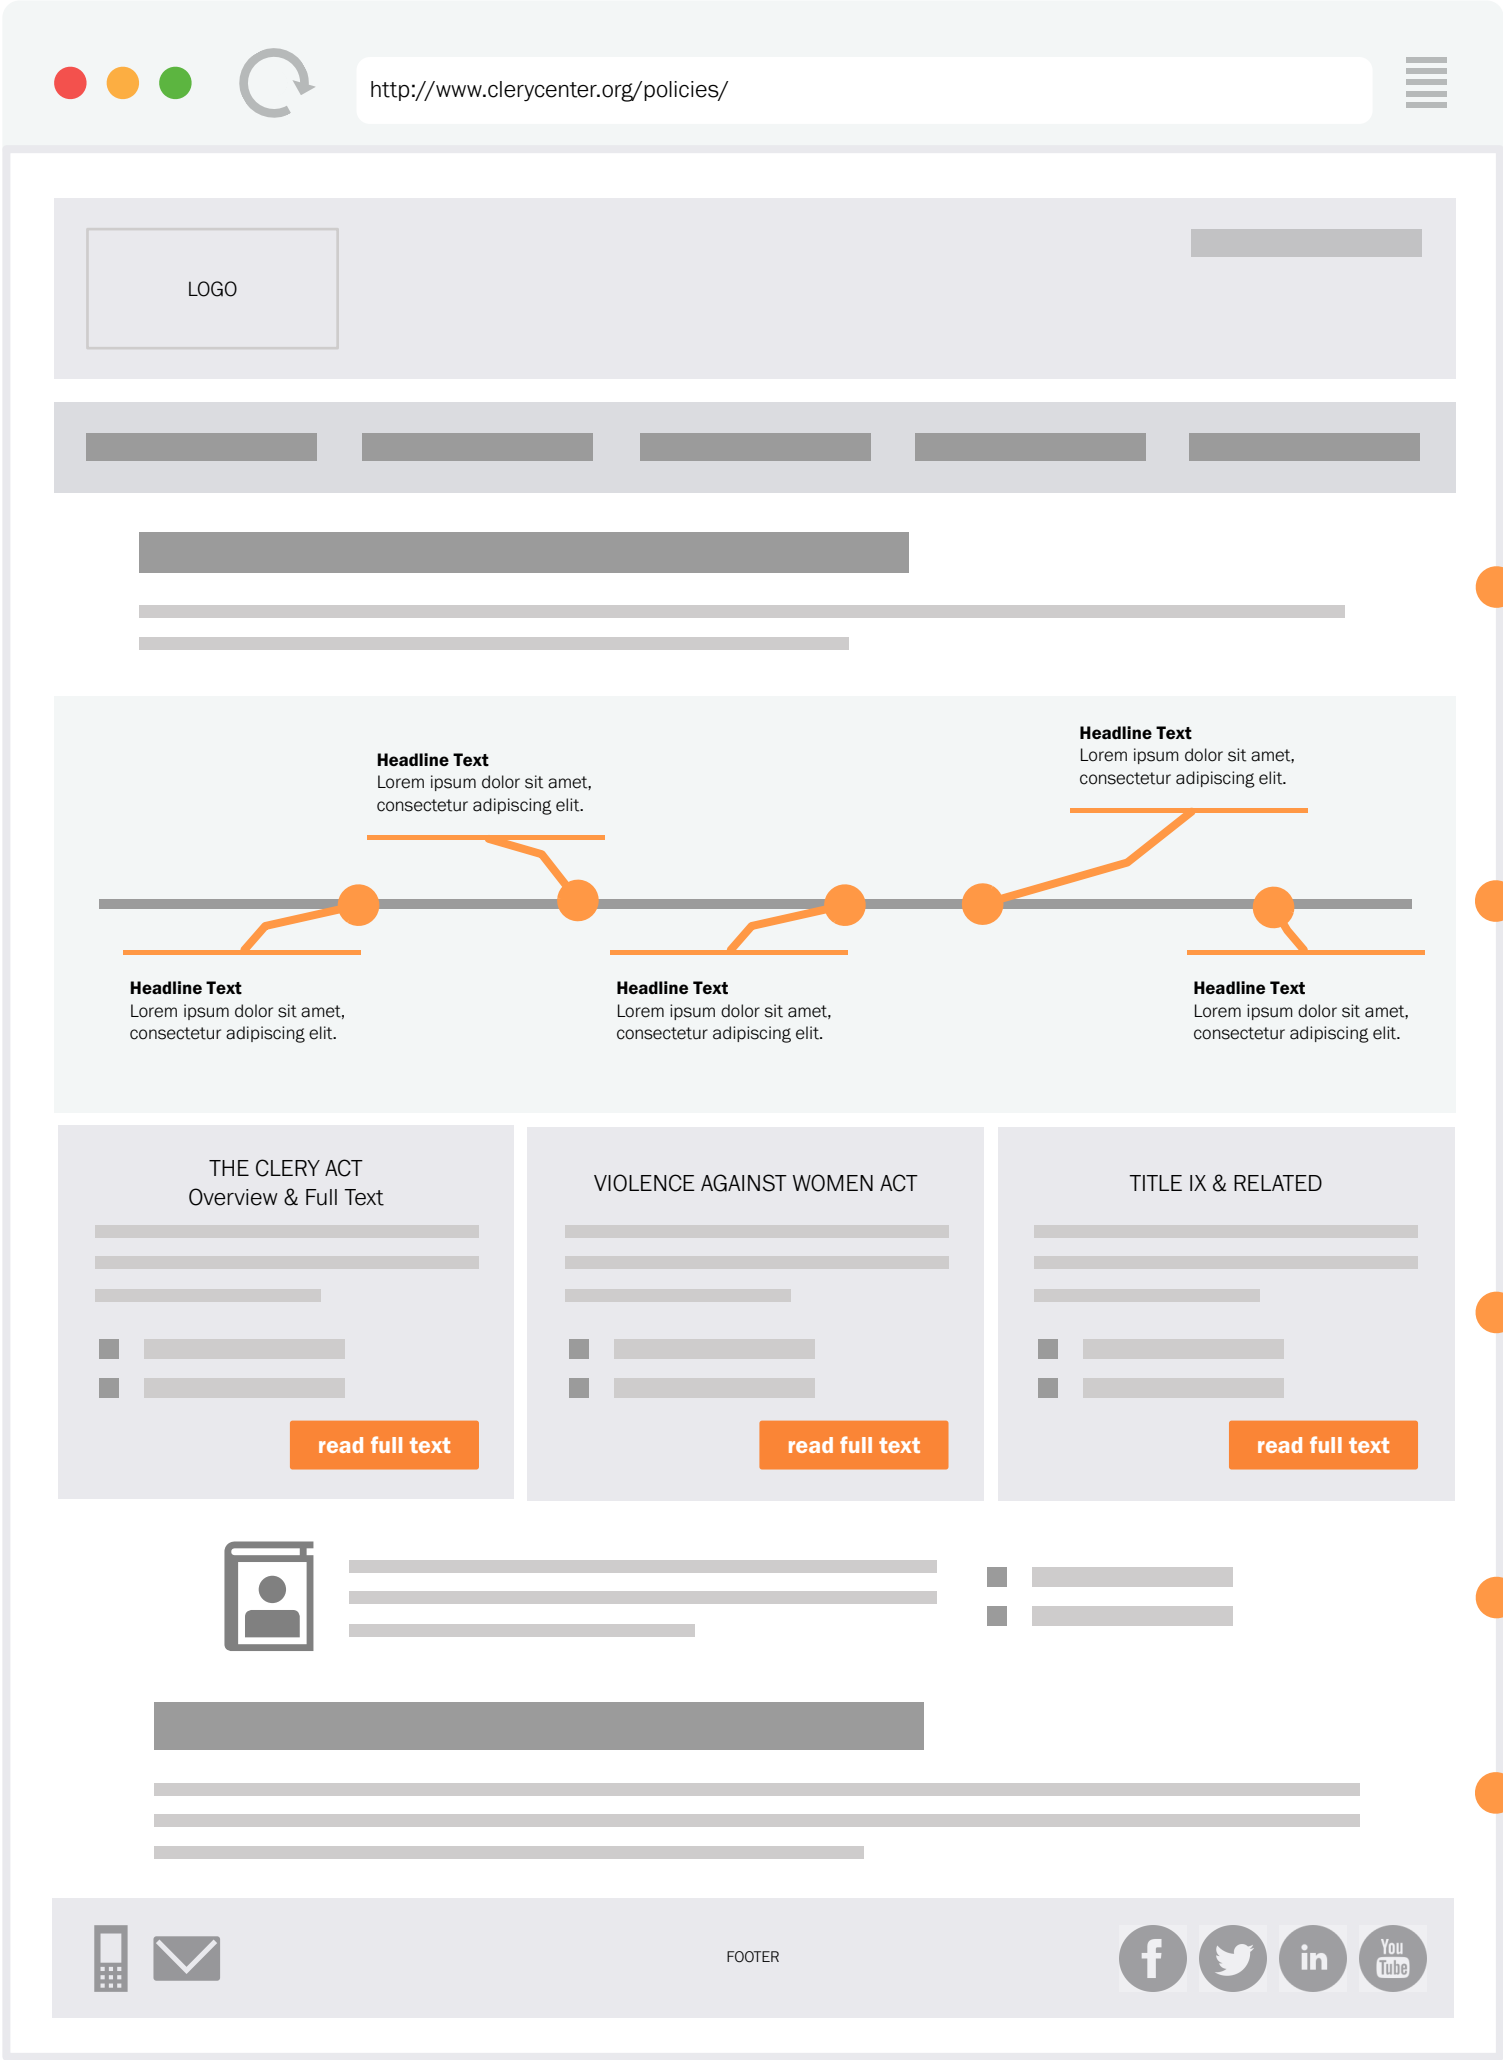 http://www.clerycenter.org/policies/
LOGO
Headline Text
Lorem ipsum dolor sit amet,
consectetur adipiscing elit.
Headline Text
Lorem ipsum dolor sit amet,
consectetur adipiscing elit.
Headline Text
Lorem ipsum dolor sit amet,
consectetur adipiscing elit.
Headline Text
Lorem ipsum dolor sit amet,
consectetur adipiscing elit.
Headline Text
Lorem ipsum dolor sit amet,
consectetur adipiscing elit.
THE CLERY ACT
Overview & Full Text
read full text
VIOLENCE AGAINST WOMEN ACT
read full text
TITLE IX & RELATED
read full text
FOOTER
f
in
You
Tube